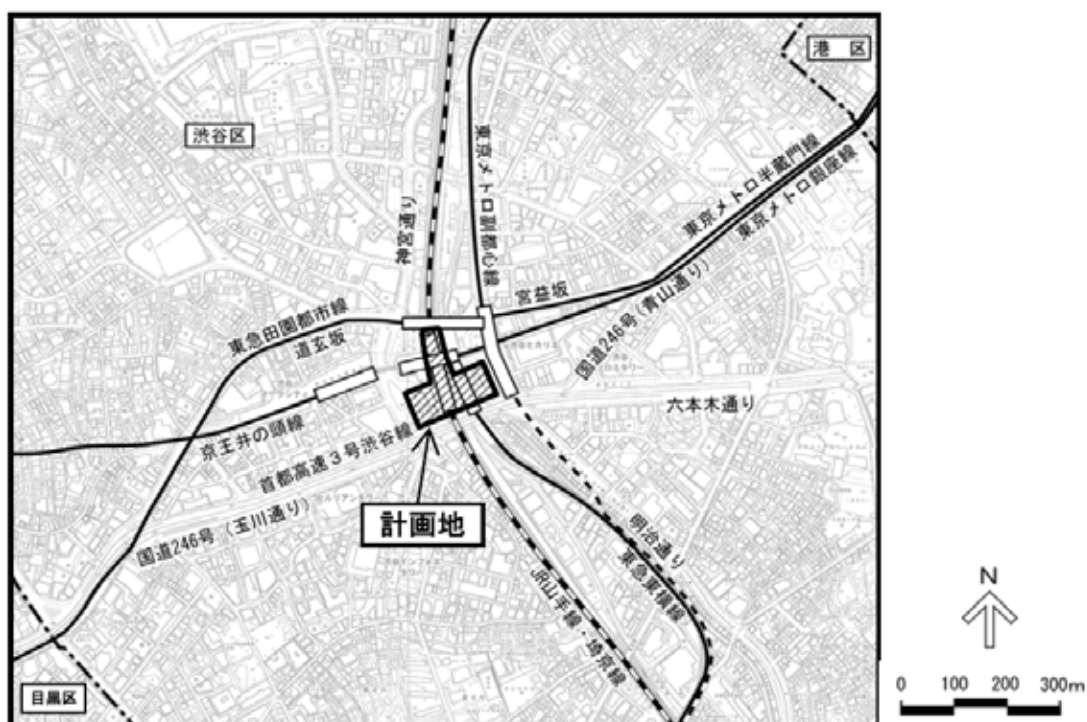 港 区
渋谷区
東京メトロ副都心線
東京メトロ半蔵門線
東京メトロ銀座線
神宮通り
宮益坂
国道246号(青山通り)
東急田園都市線
道玄坂
六本木通り
京王井の頭線
首都高速3号渋谷線
国道246号(玉川通り)
計画地
明治通り
東急東横線
JR山手線・埼京線
目黒区
N
0 100 200 300m